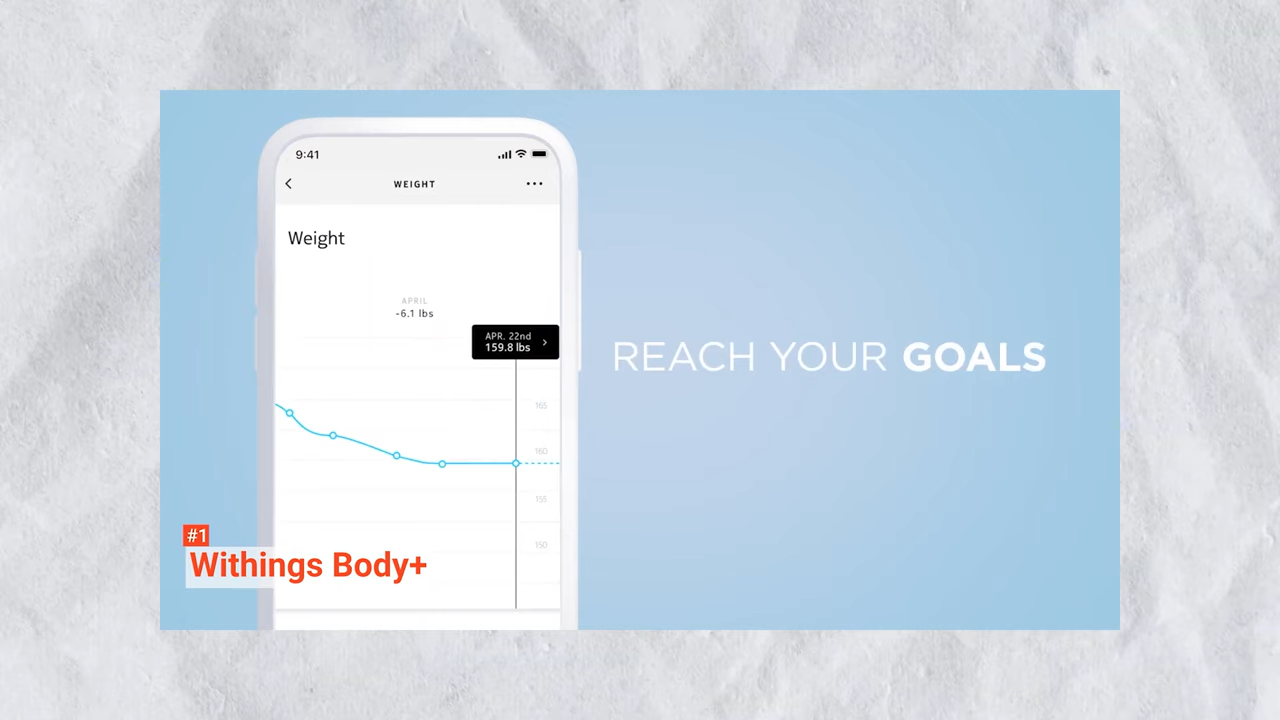 9:41
WEIGHT
Weight
APRIL
-6.1 lbs
APR. 22nd
159.8 lbs
165
160
155
150
REACH YOUR GOALS
#1
Withings Body+